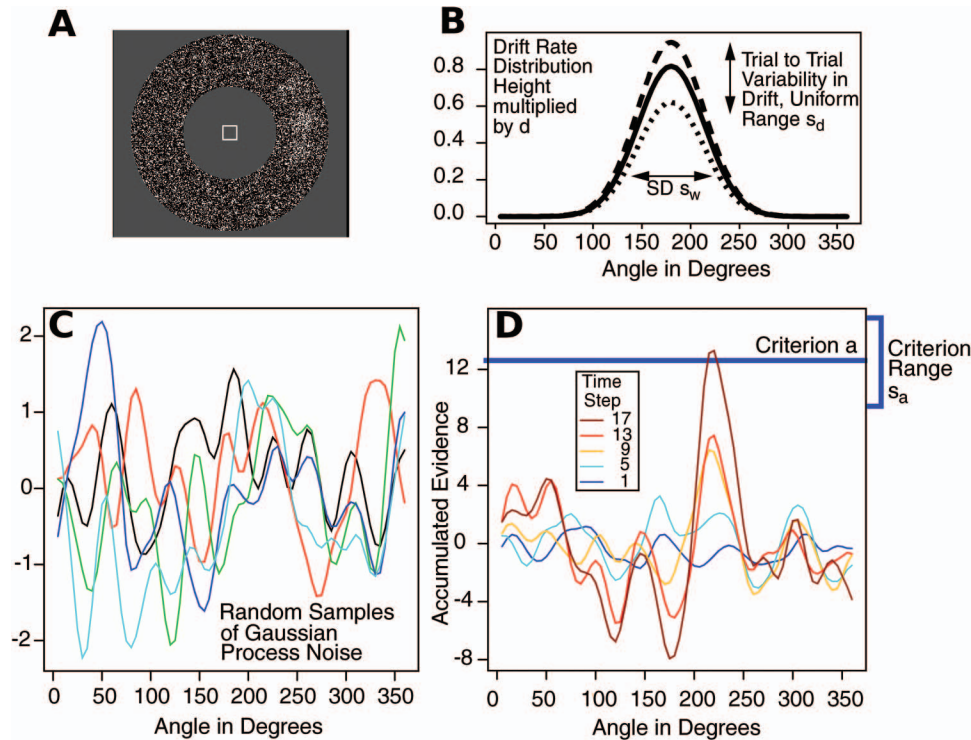 A
B
Drift Rate
Distribution
Height
multiplied
by d
Trial to Trial
Variability in
Drift, Uniform
Range sd
SD sw
0.8
0.6
0.4
0.2
0.0
0 50 100 150 200 250 300 350
Angle in Degrees
C
2
1
0
-1
-2
Random Samples
of Gaussian
Process Noise
0 50 100 150 200 250 300 350
Angle in Degrees
D
Criterion a
Criterion
Range
sa
Time
Step
17
13
9
5
1
Accumulated Evidence
12
8
4
0
-4
-8
0 50 100 150 200 250 300 350
Angle in Degrees